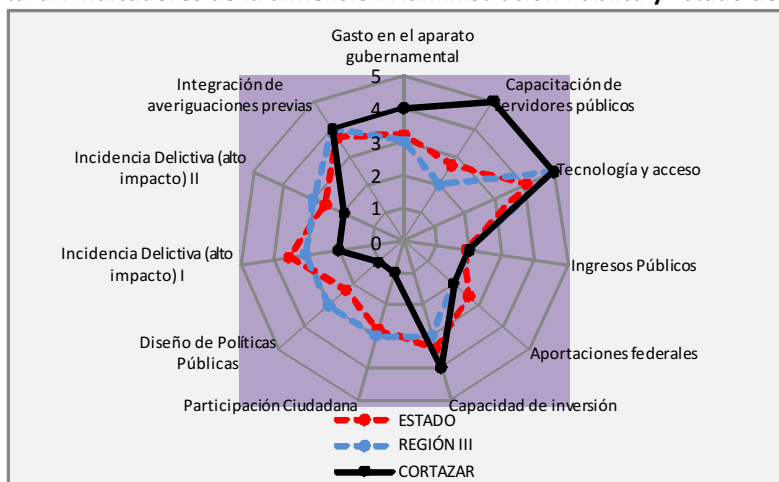 Gasto en el aparato
gubernamental
Capacitación de
servidores públicos
Tecnología y acceso
Ingresos Públicos
Aportaciones federales
Capacidad de inversión
Participación Ciudadana
Diseño de Políticas
Públicas
Incidencia Delictiva (alto
impacto) I
Incidencia Delictiva (alto
impacto) II
Integración de
averiguaciones previas
5
4
3
2
1
0
ESTADO
REGIÓN III
CORTAZAR